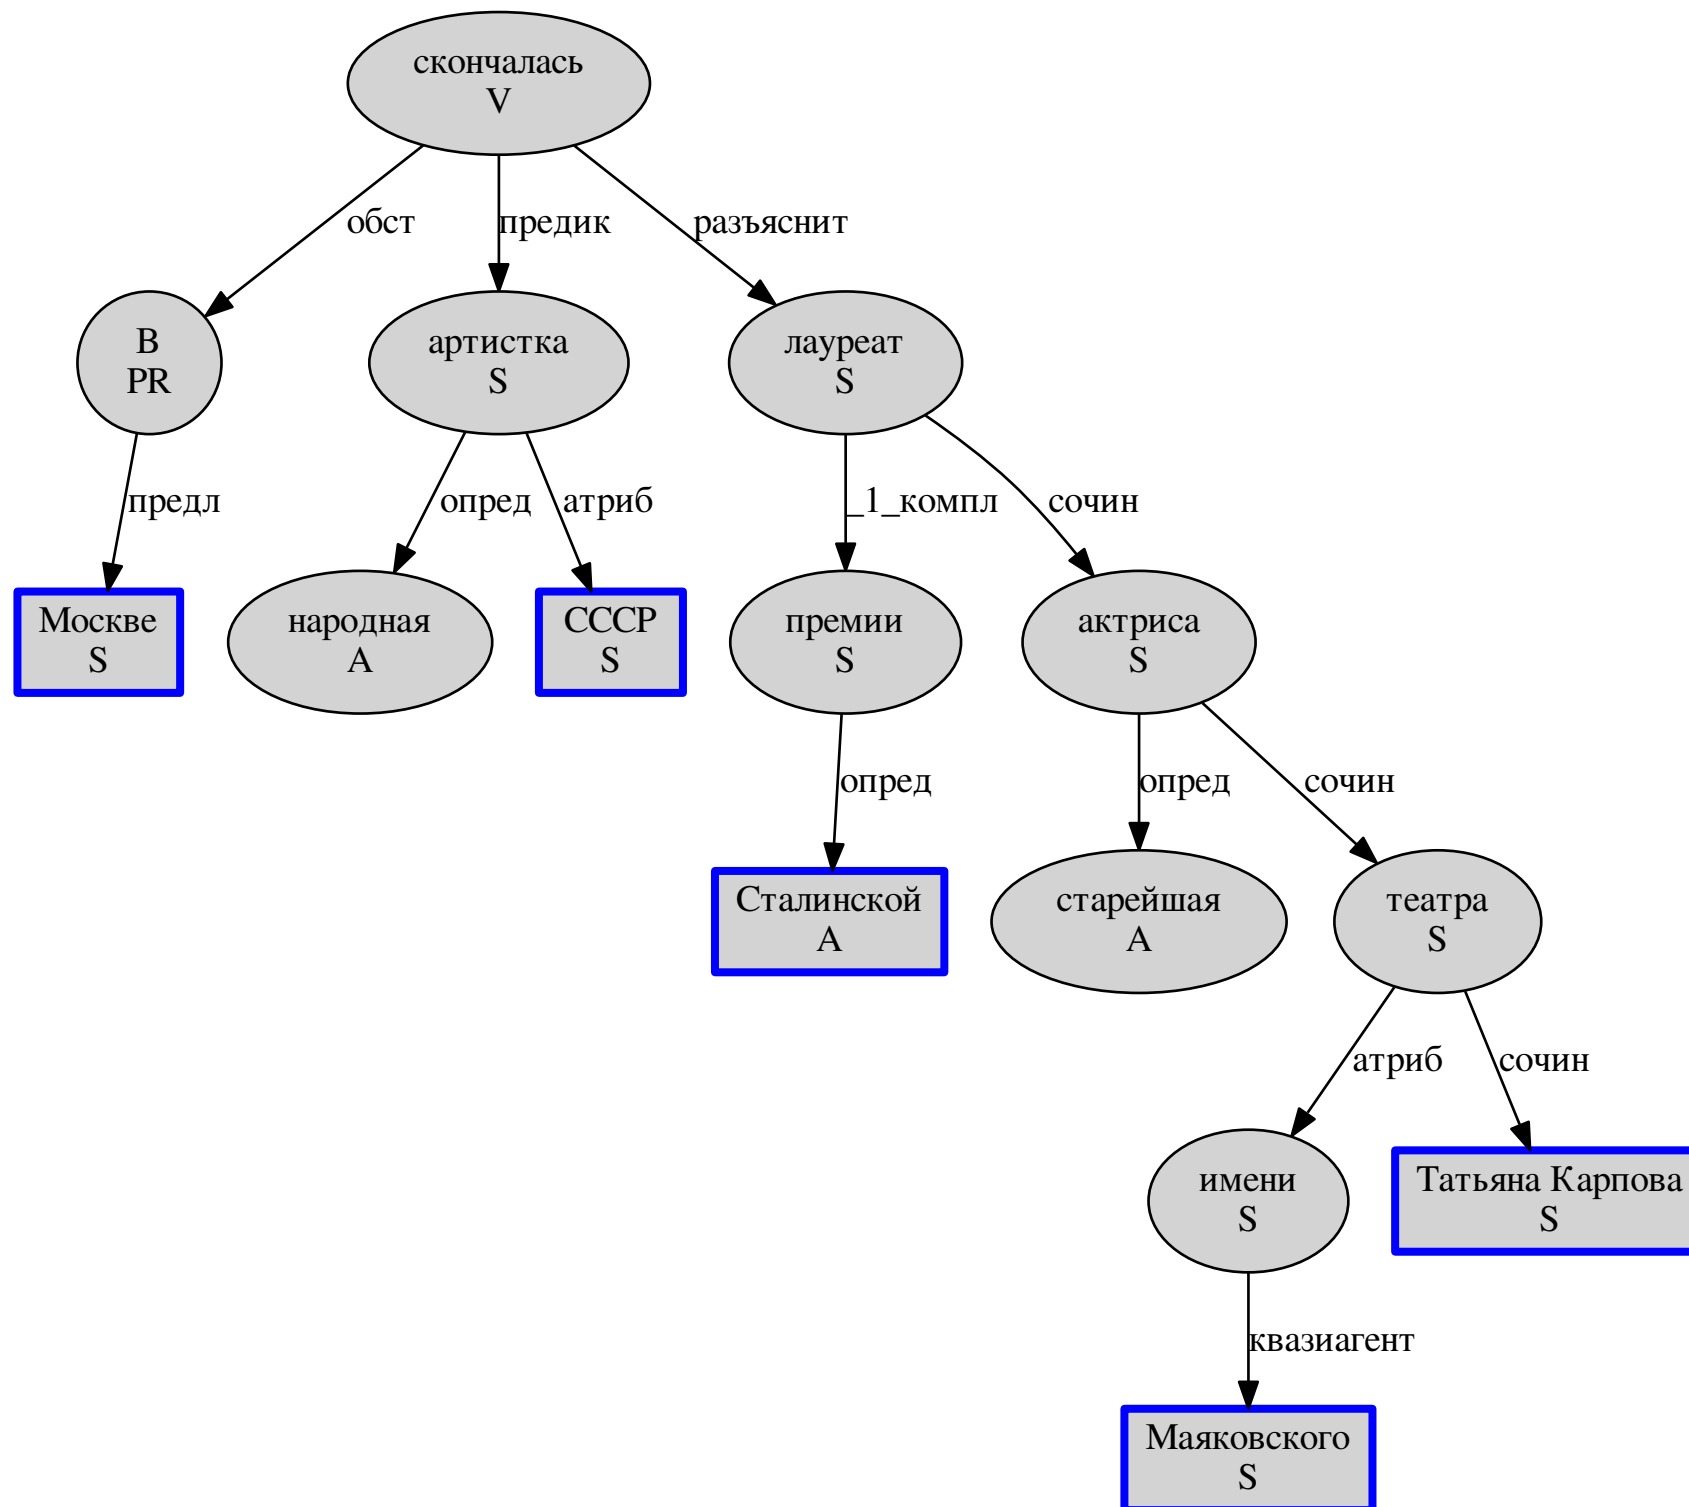 скончалась
V
обст
предик
разъяснит
В
PR
артистка
S
лауреат
S
предл
опред
атриб
_1_компл
сочин
Москве
S
народная
A
СССР
S
премии
S
актриса
S
опред
опред
сочин
Сталинской
A
старейшая
A
театра
S
атриб
сочин
имени
S
Татьяна Карпова
S
квазиагент
Маяковского
S